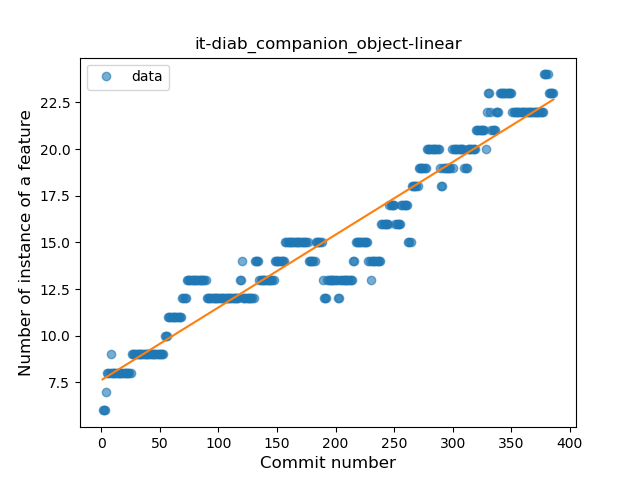 it-diab_companion_object-linear
data
Number of instance of a feature
22.5
20.0
17.5
15.0
12.5
10.0
7.5
0 50 100 150 200 250 300 350 400
Commit number